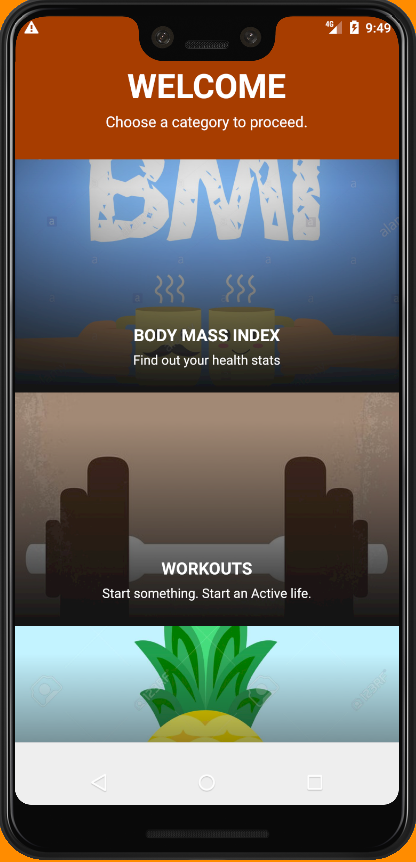 4G 9:49
WELCOME
Choose a category to proceed.
BMI
BODY MASS INDEX
Find out your health stats
WORKOUTS
Start something. Start an Active life.